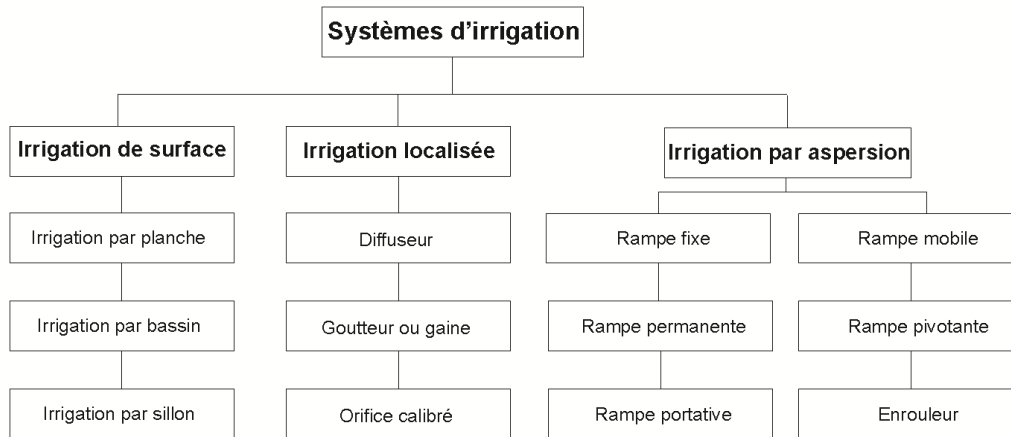 Systèmes d'irrigation
Irrigation de surface
Irrigation localisée
Irrigation par aspersion
Irrigation par planche
Diffuseur
Rampe fixe
Rampe mobile
Irrigation par bassin
Goutteur ou gaine
Rampe permanente
Rampe pivotante
Irrigation par sillon
Orifice calibré
Rampe portative
Enrouleur